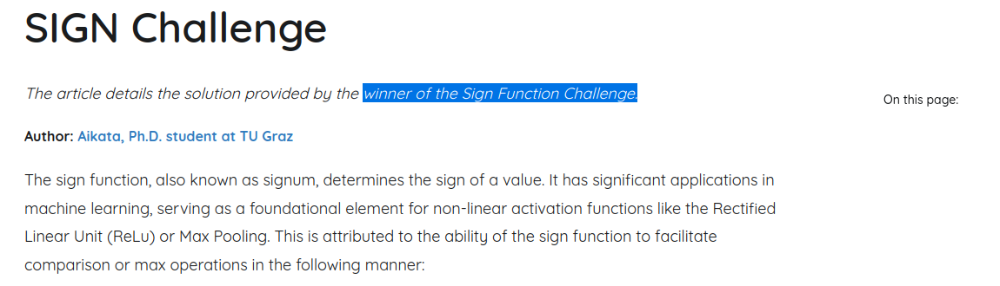 SIGN Challenge
The article details the solution provided by the winner of the Sign Function Challenge.
On this page:
Author: Aikata, Ph.D. student at TU Graz
The sign function, also known as signum, determines the sign of a value. It has significant applications in
machine learning, serving as a foundational element for non-linear activation functions like the Rectified
Linear Unit (ReLu) or Max Pooling. This is attributed to the ability of the sign function to facilitate
comparison or max operations in the following manner: